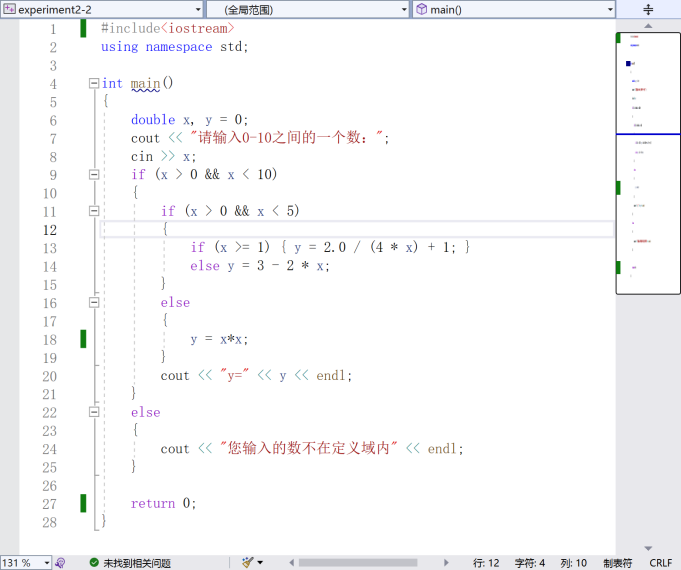 experiment2-2 (全局范围) main()
1 #include<iostream>
2 using namespace std;
3
4 int main()
5 {
6 double x, y = 0;
7 cout << "请输入0-10之间的一个数：";
8 cin >> x;
9 if (x > 0 && x < 10)
10 {
11 if (x > 0 && x < 5)
12 {
13 if (x >= 1) { y = 2.0 / (4 * x) + 1; }
14 else y = 3 - 2 * x;
15 }
16 else
17 {
18 y = x*x;
19 }
20 cout << "y=" << y << endl;
21 }
22 else
23 {
24 cout << "您输入的数不在定义域内" << endl;
25 }
26
27 return 0;
28 }
131 % 未找到相关问题 行: 12 字符: 4 列: 10 制表符 CRLF